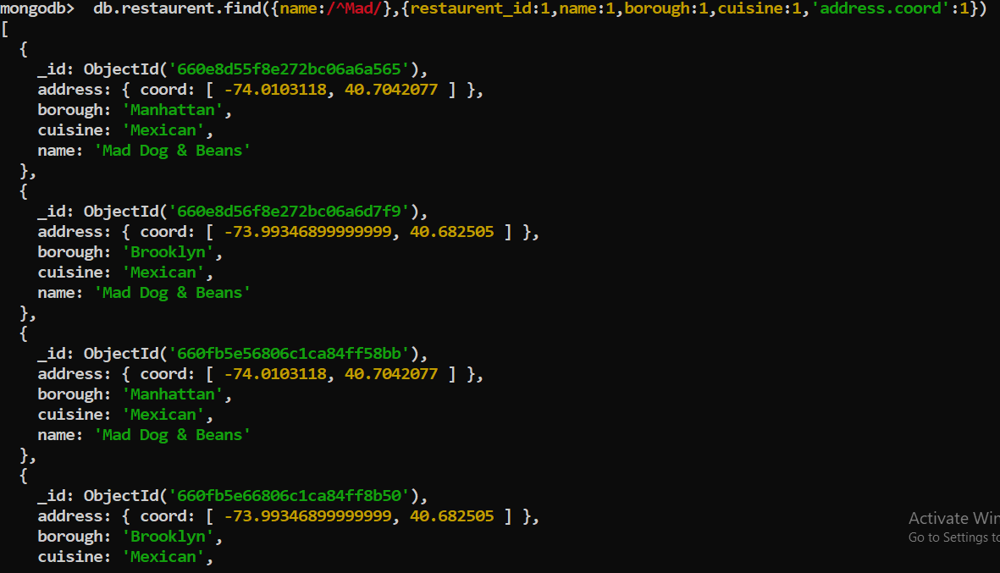 mongodb>  db.restaurent.find({name:/^Mad/},{restaurent_id:1,name:1,borough:1,cuisine:1,'address.coord':1})
[
  {
    _id: ObjectId('660e8d55f8e272bc06a6a565'),
    address: { coord: [ -74.0103118, 40.7042077 ] },
    borough: 'Manhattan',
    cuisine: 'Mexican',
    name: 'Mad Dog & Beans'
  },
  {
    _id: ObjectId('660e8d56f8e272bc06a6d7f9'),
    address: { coord: [ -73.99346899999999, 40.682505 ] },
    borough: 'Brooklyn',
    cuisine: 'Mexican',
    name: 'Mad Dog & Beans'
  },
  {
    _id: ObjectId('660fb5e56806c1ca84ff58bb'),
    address: { coord: [ -74.0103118, 40.7042077 ] },
    borough: 'Manhattan',
    cuisine: 'Mexican',
    name: 'Mad Dog & Beans'
  },
  {
    _id: ObjectId('660fb5e66806c1ca84ff8b50'),
    address: { coord: [ -73.99346899999999, 40.682505 ] },
    borough: 'Brooklyn',
    cuisine: 'Mexican',
Activate Win
Go to Settings to